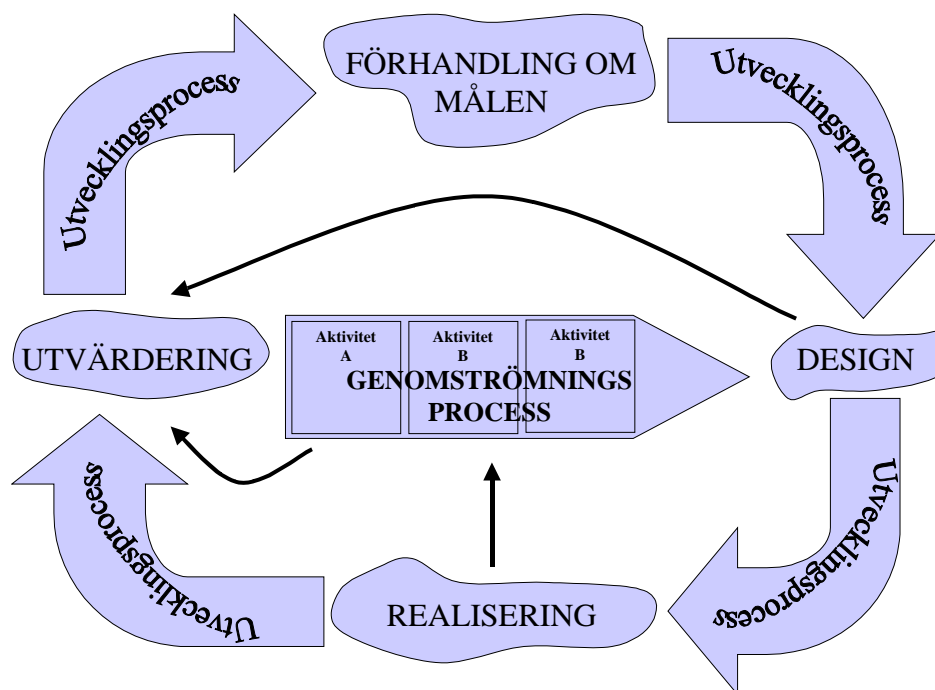 Utvecklingsprocess
FÖRHANDLING OM
MÅLEN
Utvecklingsprocess
UTVÄRDERING
Aktivitet
A
Aktivitet
B
Aktivitet
B
GENOMSTRÖMNINGS
PROCESS
DESIGN
Utvecklingsprocess
REALISERING
Utvecklingsprocess